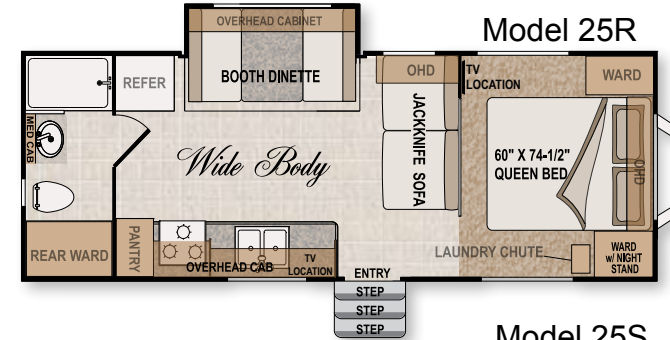 Model 25R
OVERHEAD CABINET
BOOTH DINETTE
REFER
OHD
TV
LOCATION
WARD
MED CAB
JACKKNIFE SOFA
Wide Body
60" X 74-1/2"
QUEEN BED
OHD
REAR WARD
PANTRY
OVERHEAD CAB
TV
LOCATION
ENTRY
STEP
STEP
STEP
LAUNDRY CHUTE
WARD
w/ NIGHT
STAND
Model 25S